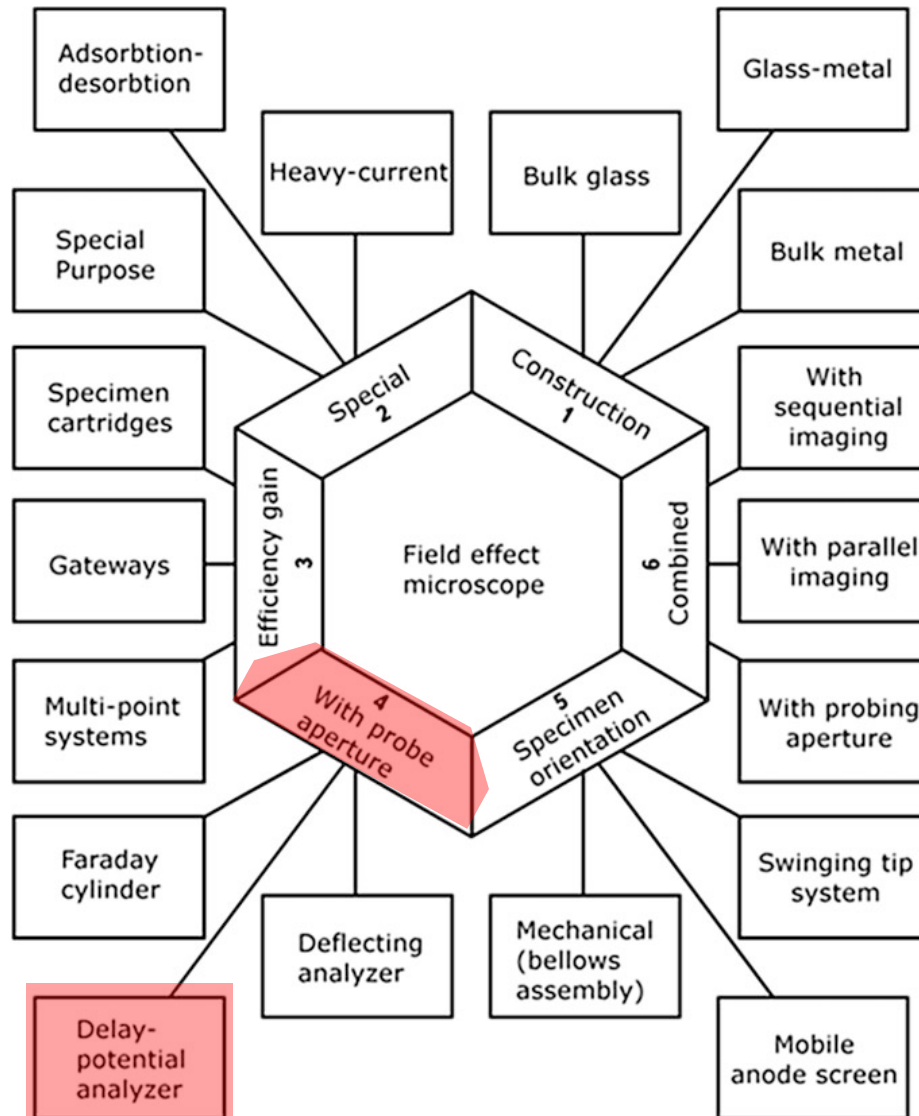 Adsorbtion-
desorbtion
Glass-metal
Heavy-current
Bulk glass
Special
Purpose
Bulk metal
Specimen
cartridges
With
sequential
imaging
Gateways
With parallel
imaging
Multi-point
systems
With probing
aperture
Faraday
cylinder
Swinging tip
system
Deflecting
analyzer
Mechanical
(bellows
assembly)
Delay-
potential
analyzer
Mobile
anode screen
Field effect
microscope
Construction
1
Special
2
Efficiency gain
3
4
With probe
aperture
5
Specimen
orientation
6
Combined